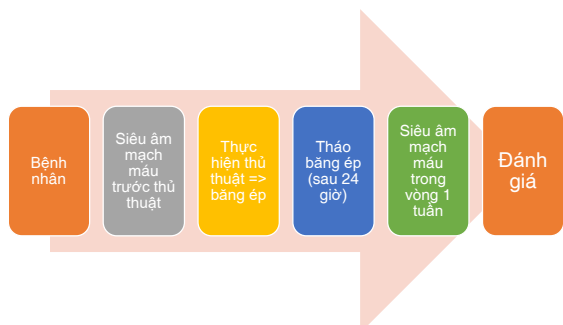 Bệnh
nhân
Siêu âm
mạch
máu
trước thủ
thuật
Thực
hiện thủ
thuật =>
băng ép
Tháo
băng ép
(sau 24
giờ)
Siêu âm
mạch
máu
trong
vòng 1
tuần
Đánh
giá